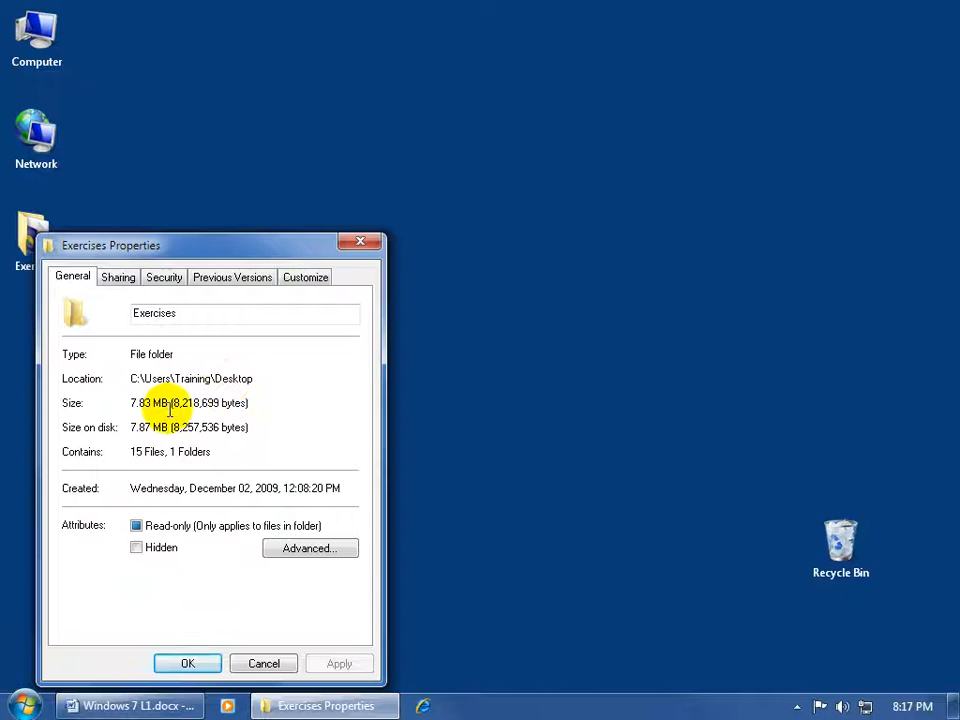 Computer
Network
Exer
Exercises Properties
General Sharing Security Previous Versions Customize
Exercises
Type: File folder
Location: C:\Users\Training\Desktop
Size: 7.83 MB (8,218,699 bytes)
Size on disk: 7.87 MB (8,257,536 bytes)
Contains: 15 Files, 1 Folders
Created: Wednesday, December 02, 2009, 12:08:20 PM
Attributes: Read-only (Only applies to files in folder)
Hidden Advanced...
OK Cancel Apply
Recycle Bin
Windows 7 L1.docx -... Exercises Properties 8:17 PM